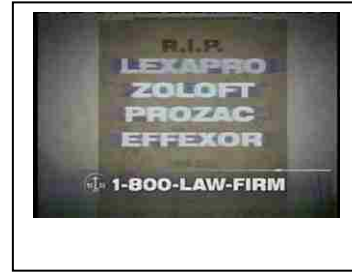 R.I.P.
LEXAPRO
ZOLOFT
PROZAC
EFFEXOR
1-800-LAW-FIRM